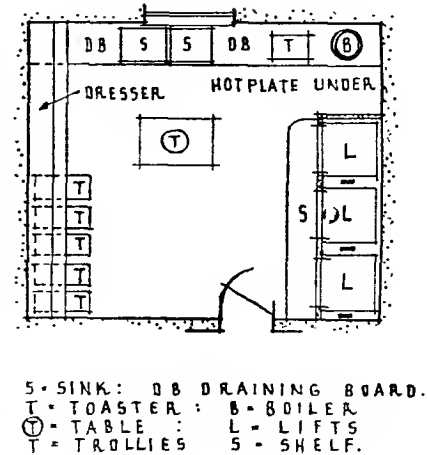 DB S S DB T B
DRESSER HOTPLATE UNDER
T
L
T
T S L
T
T L
T
S = SINK: DB DRAINING BOARD.
T = TOASTER : B = BOILER
T = TABLE : L = LIFTS
T = TROLLIES S = SHELF.